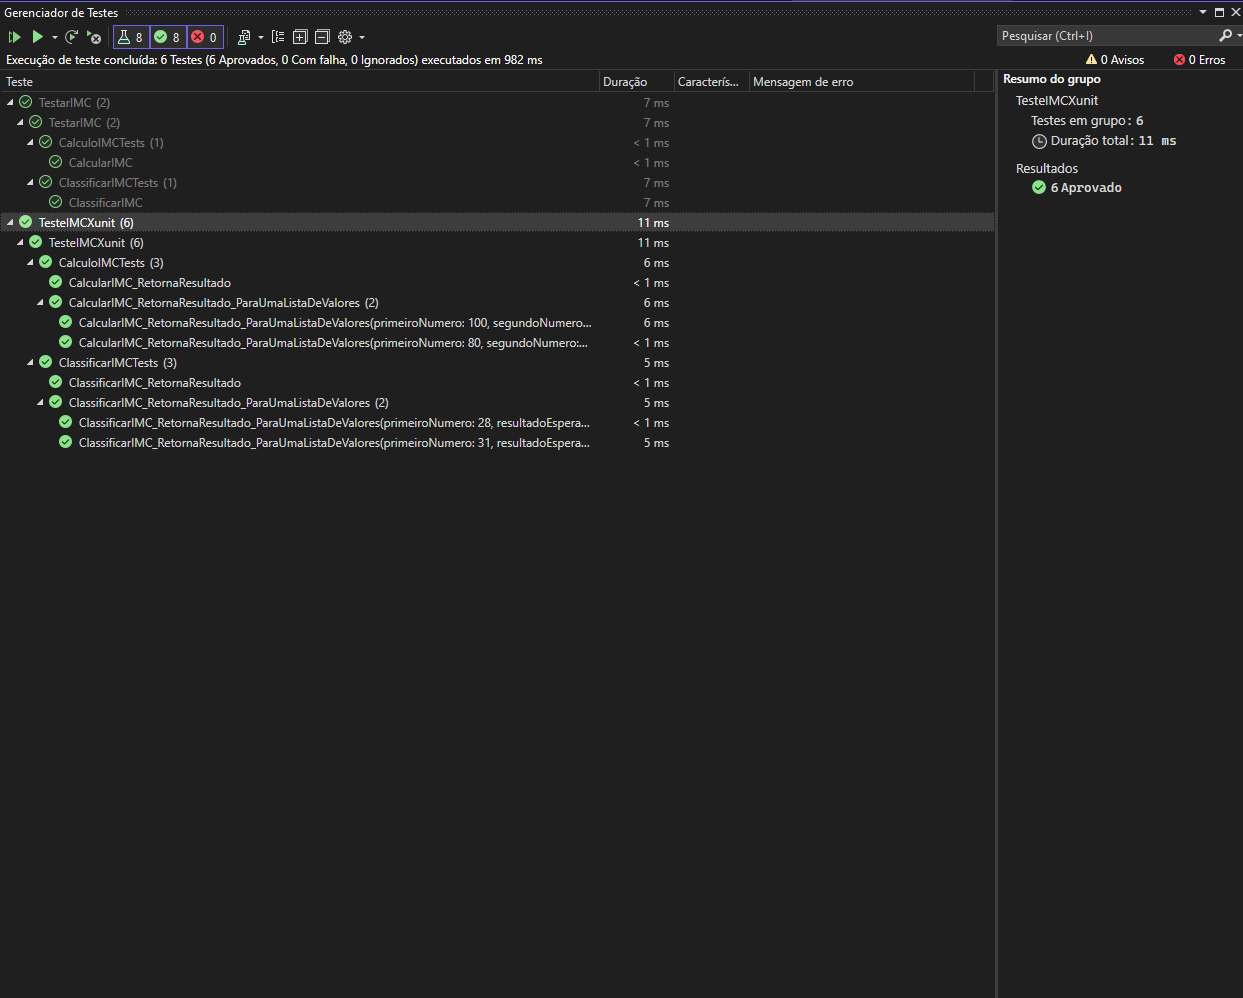 Gerenciador de Testes
8 8 0
Pesquisar (Ctrl+I)
Execução de teste concluída: 6 Testes (6 Aprovados, 0 Com falha, 0 Ignorados) executados em 982 ms
0 Avisos 0 Erros
Teste Duração Caracterís... Mensagem de erro
TestarIMC (2) 7 ms
TestarIMC (2) 7 ms
CalculoIMCTests (1) < 1 ms
CalcularIMC < 1 ms
ClassificarIMCTests (1) 7 ms
ClassificarIMC 7 ms
TesteIMCXunit (6) 11 ms
TesteIMCXunit (6) 11 ms
CalculoIMCTests (3) 6 ms
CalcularIMC_RetornaResultado < 1 ms
CalcularIMC_RetornaResultado_ParaUmaListaDeValores (2) 6 ms
CalcularIMC_RetornaResultado_ParaUmaListaDeValores(primeiroNumero: 100, segundoNumero... 6 ms
CalcularIMC_RetornaResultado_ParaUmaListaDeValores(primeiroNumero: 80, segundoNumero:... < 1 ms
ClassificarIMCTests (3) 5 ms
ClassificarIMC_RetornaResultado < 1 ms
ClassificarIMC_RetornaResultado_ParaUmaListaDeValores (2) 5 ms
ClassificarIMC_RetornaResultado_ParaUmaListaDeValores(primeiroNumero: 28, resultadoEspera... < 1 ms
ClassificarIMC_RetornaResultado_ParaUmaListaDeValores(primeiroNumero: 31, resultadoEspera... 5 ms
Resumo do grupo
TesteIMCXunit
Testes em grupo: 6
Duração total: 11 ms
Resultados
6 Aprovado